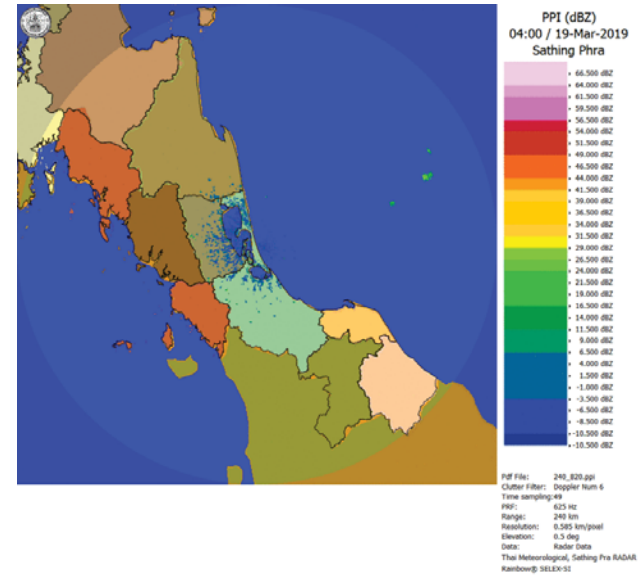 PPI (dBZ)
04:00 / 19-Mar-2019
Sathing Phra
66.500 dBZ
64.000 dBZ
61.500 dBZ
59.500 dBZ
56.500 dBZ
54.000 dBZ
51.500 dBZ
49.000 dBZ
46.500 dBZ
44.000 dBZ
41.500 dBZ
39.000 dBZ
36.500 dBZ
34.000 dBZ
31.500 dBZ
29.000 dBZ
26.500 dBZ
24.000 dBZ
19.000 dBZ
16.500 dBZ
14.000 dBZ
11.500 dBZ
9.000 dBZ
6.500 dBZ
4.000 dBZ
1.500 dBZ
-1.000 dBZ
-3.500 dBZ
-6.500 dBZ
-8.500 dBZ
-10.500 dBZ
-10.500 dBZ
Pdf File: 240_820.ppi
Clutter Filter: Doppler Num 6
Time sampling:49
PRF: 625 Hz
Range: 240 km
Resolution: 0.585 km/pixel
Elevation: 0.5 deg
Data: Radar Data
Thai Meteorological, Sathing Pra RADAR
Rainbow® SELEX-SI